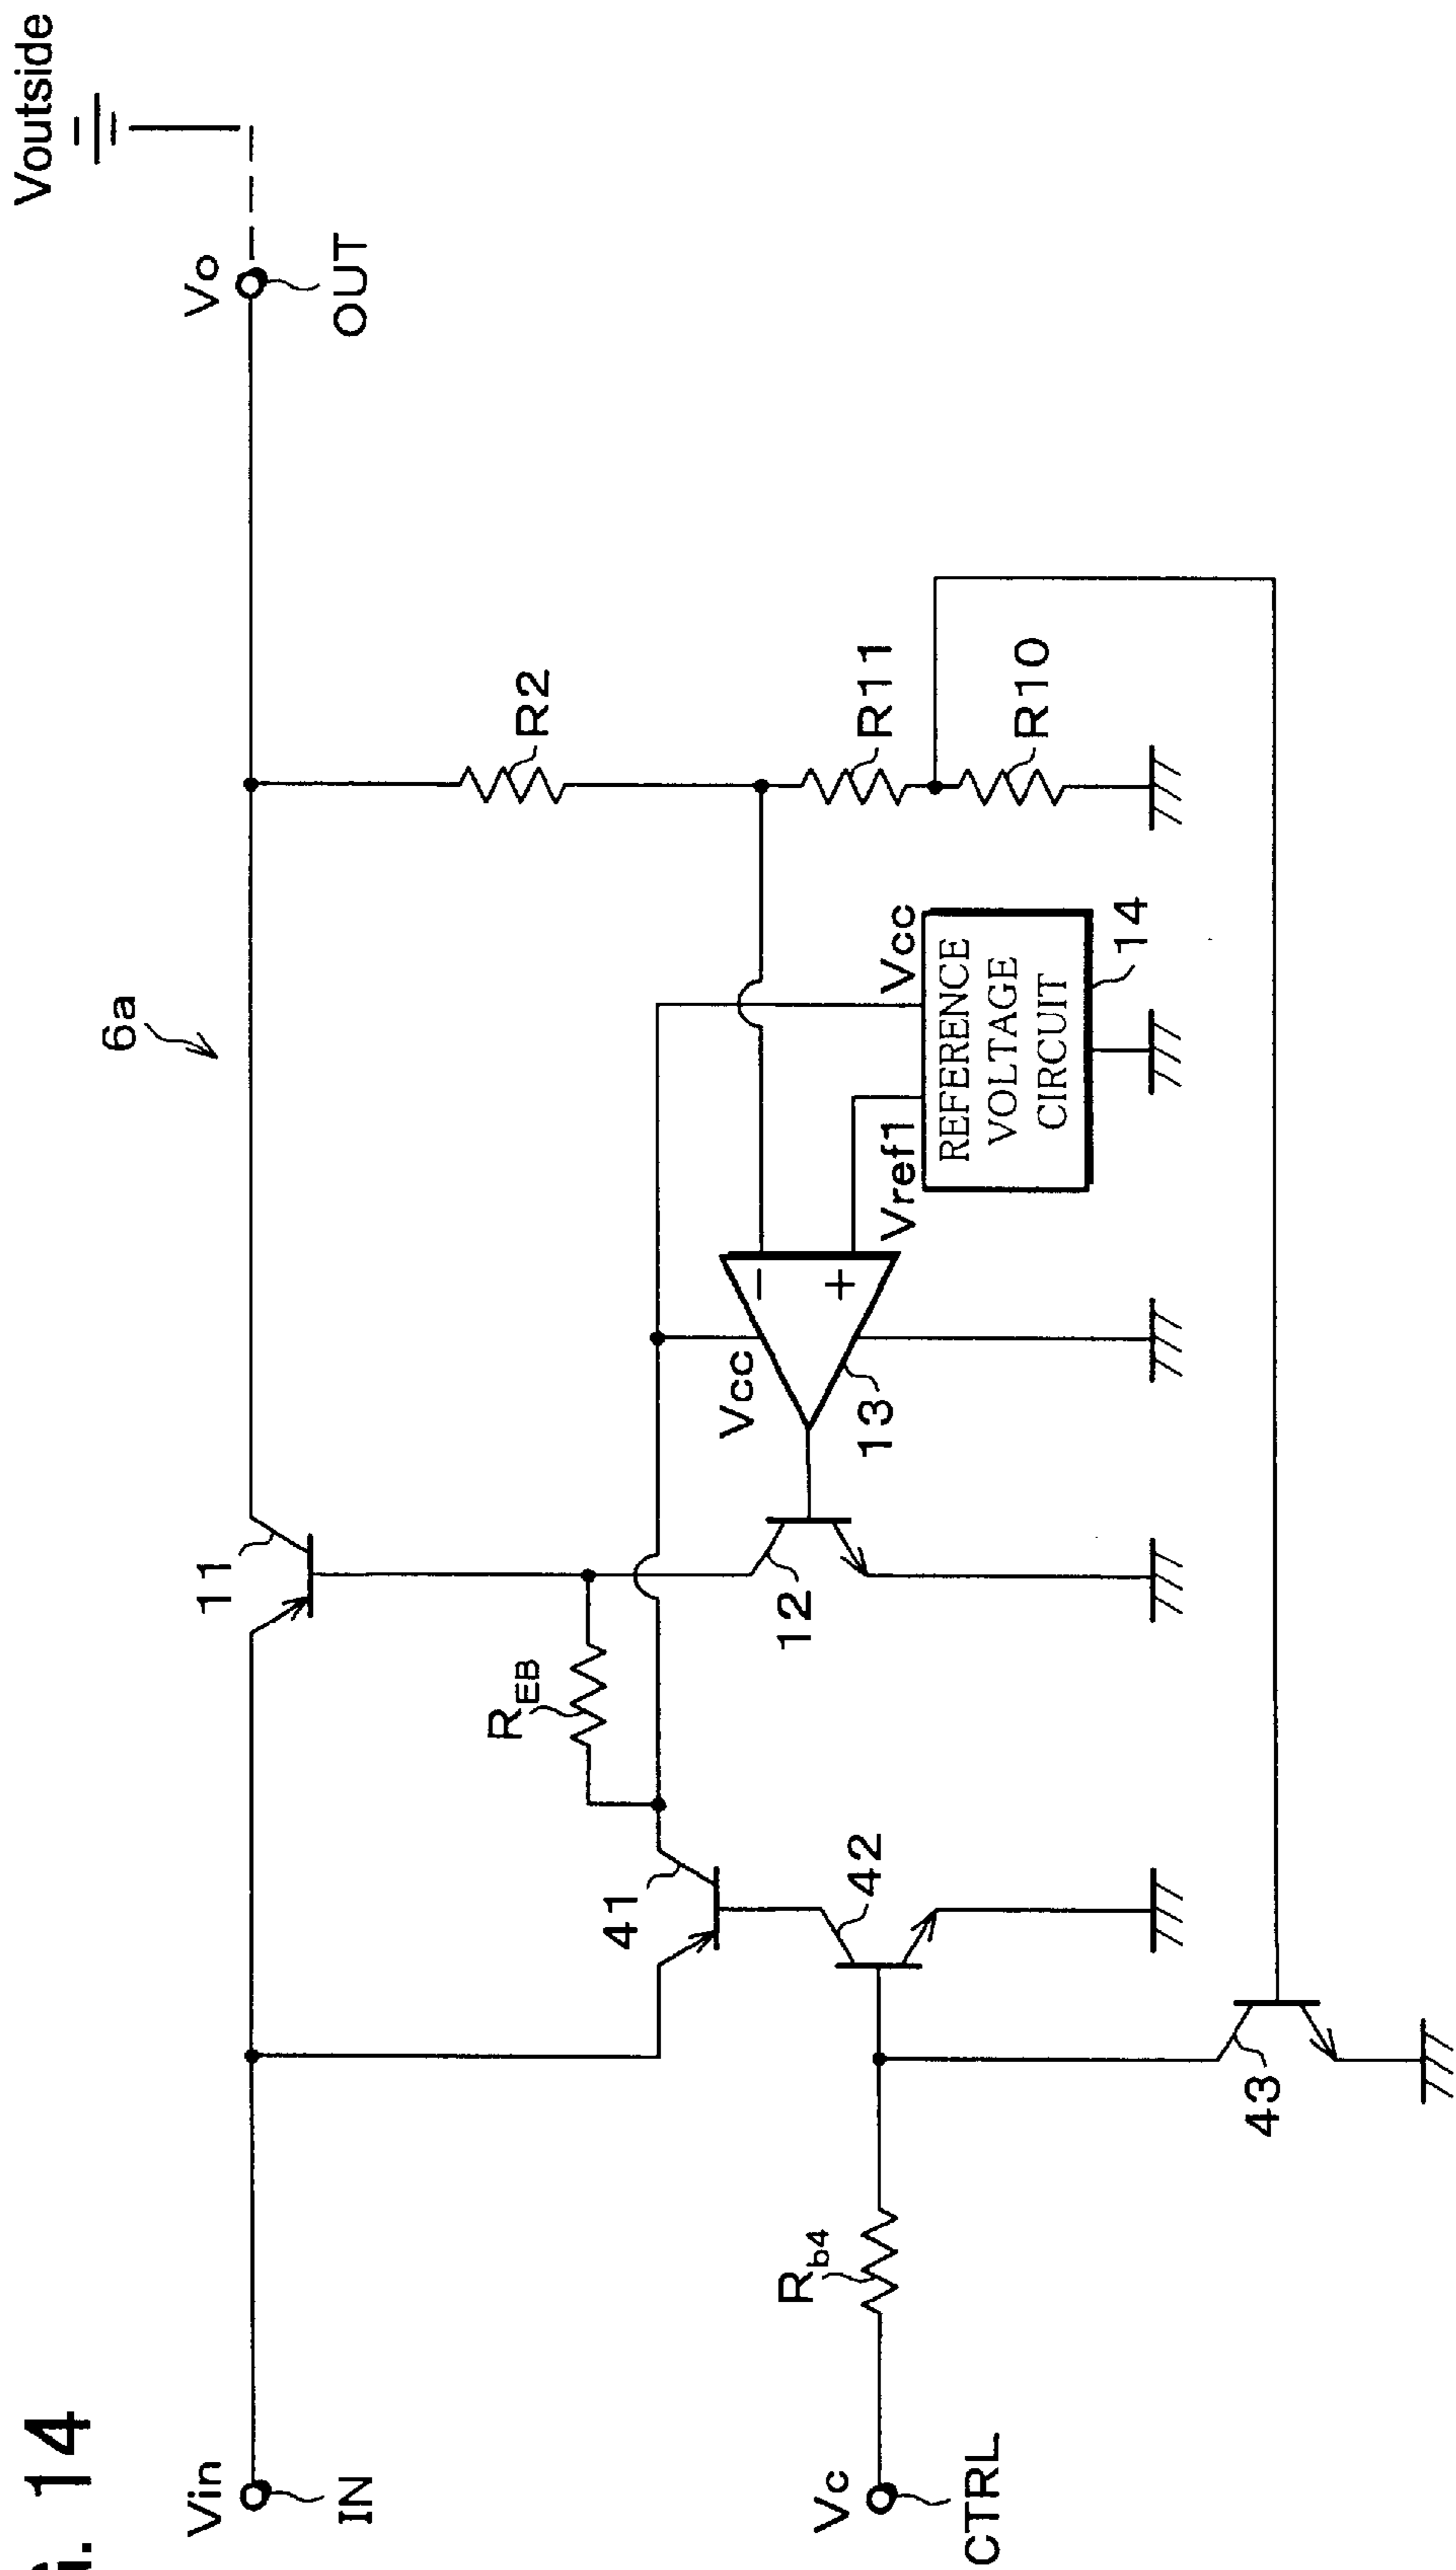 . 14
6a
Vin
IN
11
Vo
OUT
Voutside
R2
REB
41
Vcc
Vcc
R11
12
13
Vref1
REFERENCE
VOLTAGE
CIRCUIT
14
R10
42
Vc
CTRL
Rb4
43